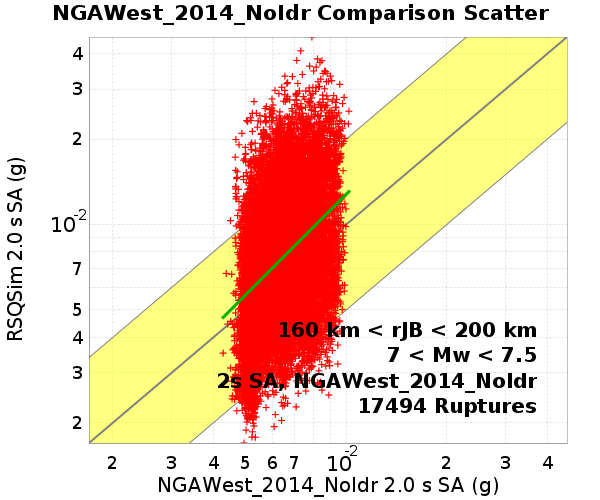 NGAWest_2014_NoIdr Comparison Scatter
RSQSim 2.0 s SA (g)
4
3
2
10-2
7
5
4
3
2
160 km < rJB < 200 km
7 < Mw < 7.5
2s SA, NGAWest_2014_NoIdr
17494 Ruptures
2 3 4 5 6 7 10-2 2 3 4
NGAWest_2014_NoIdr 2.0 s SA (g)